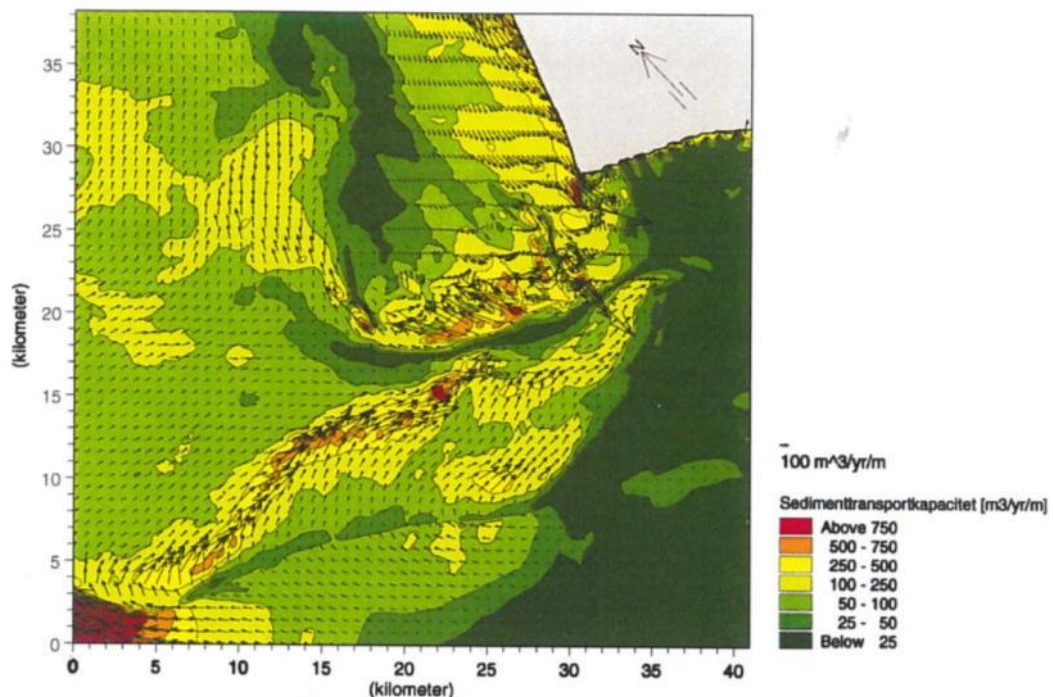 35
30
25
20
15
10
5
0
(kilometer)
0 5 10 15 20 25 30 35 40
(kilometer)
N
100 m^3/yr/m
Sedimenttransportkapacitet [m3/yr/m]
Above 750
500 - 750
250 - 500
100 - 250
50 - 100
25 - 50
Below 25